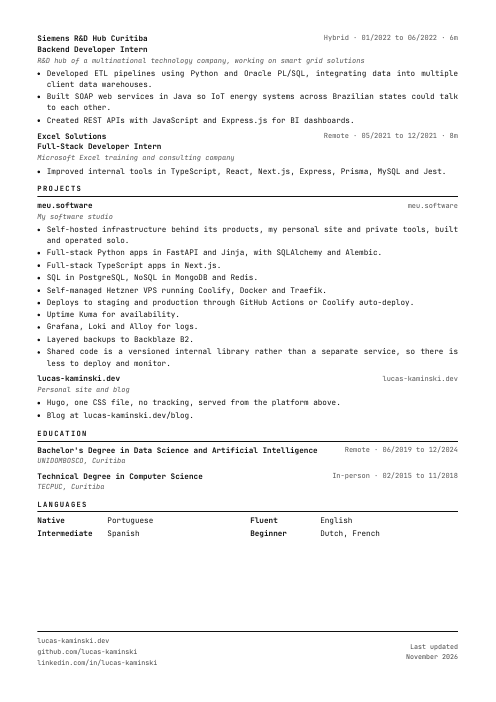 Siemens R&D Hub Curitiba
Hybrid · 01/2022 to 06/2022 · 6m
Backend Developer Intern
R&D hub of a multinational technology company, working on smart grid solutions
• Developed ETL pipelines using Python and Oracle PL/SQL, integrating data into multiple
client data warehouses.
• Built SOAP web services in Java so IoT energy systems across Brazilian states could talk
to each other.
• Created REST APIs with JavaScript and Express.js for BI dashboards.
Excel Solutions
Remote · 05/2021 to 12/2021 · 8m
Full-Stack Developer Intern
Microsoft Excel training and consulting company
• Improved internal tools in TypeScript, React, Next.js, Express, Prisma, MySQL and Jest.
PROJECTS
meu.software
meu.software
My software studio
• Self-hosted infrastructure behind its products, my personal site and private tools, built
and operated solo.
• Full-stack Python apps in FastAPI and Jinja, with SQLAlchemy and Alembic.
• Full-stack TypeScript apps in Next.js.
• SQL in PostgreSQL, NoSQL in MongoDB and Redis.
• Self-managed Hetzner VPS running Coolify, Docker and Traefik.
• Deploys to staging and production through GitHub Actions or Coolify auto-deploy.
• Uptime Kuma for availability.
• Grafana, Loki and Alloy for logs.
• Layered backups to Backblaze B2.
• Shared code is a versioned internal library rather than a separate service, so there is
less to deploy and monitor.
lucas-kaminski.dev
lucas-kaminski.dev
Personal site and blog
• Hugo, one CSS file, no tracking, served from the platform above.
• Blog at lucas-kaminski.dev/blog.
EDUCATION
Bachelor's Degree in Data Science and Artificial Intelligence
Remote · 06/2019 to 12/2024
UNIDOMBOSCO, Curitiba
Technical Degree in Computer Science
In-person · 02/2015 to 11/2018
TECPUC, Curitiba
LANGUAGES
Native Portuguese Fluent English
Intermediate Spanish Beginner Dutch, French
lucas-kaminski.dev
github.com/lucas-kaminski
linkedin.com/in/lucas-kaminski
Last updated
November 2026